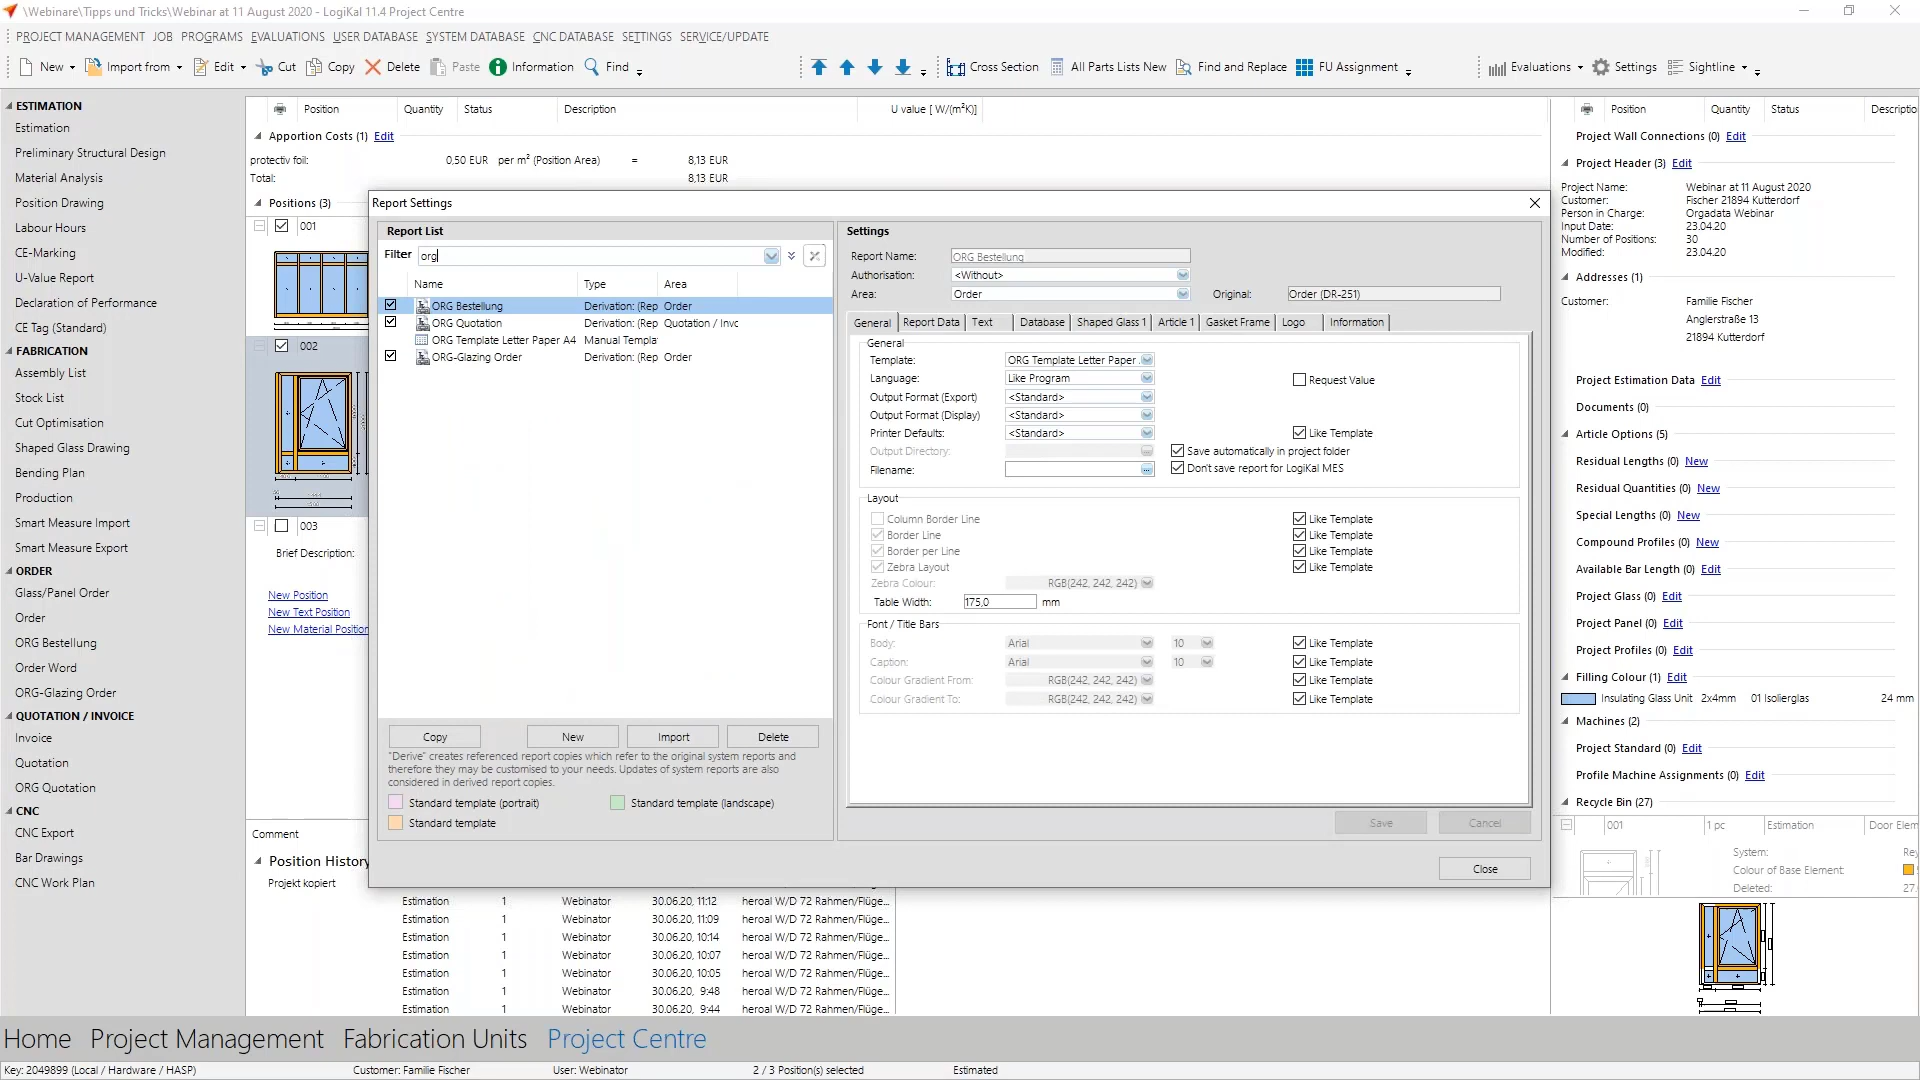 \Webinare\Tipps und Tricks\Webinar at 11 August 2020 - LogiKal 11.4 Project Centre
PROJECT MANAGEMENT JOB PROGRAMS EVALUATIONS USER DATABASE SYSTEM DATABASE CNC DATABASE SETTINGS SERVICE/UPDATE
New Import from Edit Cut Copy Delete Paste Information Find Cross Section All Parts Lists New Find and Replace FU Assignment Evaluations Settings Sightline
ESTIMATION
Estimation
Preliminary Structural Design
Material Analysis
Position Drawing
Labour Hours
CE-Marking
U-Value Report
Declaration of Performance
CE Tag (Standard)
FABRICATION
Assembly List
Stock List
Cut Optimisation
Shaped Glass Drawing
Bending Plan
Production
Smart Measure Import
Smart Measure Export
ORDER
Glass/Panel Order
Order
ORG Bestellung
Order Word
ORG-Glazing Order
QUOTATION / INVOICE
Invoice
Quotation
ORG Quotation
CNC
CNC Export
Bar Drawings
CNC Work Plan
Position Quantity Status Description U value [ W/(m²K)]
Apportion Costs (1) Edit
protectiv foil: 0,50 EUR per m² (Position Area) = 8,13 EUR
Total: 8,13 EUR
Positions (3)
001
002
003
Brief Description:
New Position
New Text Position
New Material Position
Comment
Position History
Projekt kopiert
Estimation 1 Webinator 30.06.20, 11:12 heroal W/D 72 Rahmen/Flüge...
Estimation 1 Webinator 30.06.20, 11:09 heroal W/D 72 Rahmen/Flüge...
Estimation 1 Webinator 30.06.20, 10:14 heroal W/D 72 Rahmen/Flüge...
Estimation 1 Webinator 30.06.20, 10:07 heroal W/D 72 Rahmen/Flüge...
Estimation 1 Webinator 30.06.20, 10:05 heroal W/D 72 Rahmen/Flüge...
Estimation 1 Webinator 30.06.20, 9:48 heroal W/D 72 Rahmen/Flüge...
Estimation 1 Webinator 30.06.20, 9:44 heroal W/D 72 Rahmen/Flüge...
Report Settings
Report List
Filter org
Name Type Area
ORG Bestellung Derivation: (Rep Order
ORG Quotation Derivation: (Rep Quotation / Invc
ORG Template Letter Paper A4 Manual Templa
ORG-Glazing Order Derivation: (Rep Order
Copy New Import Delete
"Derive" creates referenced report copies which refer to the original system reports and
therefore they may be customised to your needs. Updates of system reports are also
considered in derived report copies.
Standard template (portrait) Standard template (landscape)
Standard template
Settings
Report Name: ORG Bestellung
Authorisation: <Without>
Area: Order Original: Order (DR-251)
General Report Data Text Database Shaped Glass 1 Article 1 Gasket Frame Logo Information
General
Template: ORG Template Letter Paper
Language: Like Program Request Value
Output Format (Export) <Standard>
Output Format (Display) <Standard>
Printer Defaults: <Standard> Like Template
Output Directory: Save automatically in project folder
Filename: Don't save report for LogiKal MES
Layout
Column Border Line Like Template
Border Line Like Template
Border per Line Like Template
Zebra Layout Like Template
Zebra Colour: RGB(242, 242, 242)
Table Width: 175,0 mm
Font / Title Bars
Body: Arial 10 Like Template
Caption: Arial 10 Like Template
Colour Gradient From: RGB(242, 242, 242) Like Template
Colour Gradient To: RGB(242, 242, 242) Like Template
Save Cancel
Close
Position Quantity Status Descriptio
Project Wall Connections (0) Edit
Project Header (3) Edit
Project Name: Webinar at 11 August 2020
Customer: Fischer 21894 Kutterdorf
Person in Charge: Orgadata Webinar
Input Date: 23.04.20
Number of Positions: 30
Modified: 23.04.20
Addresses (1)
Customer: Familie Fischer
Anglerstraße 13
21894 Kutterdorf
Project Estimation Data Edit
Documents (0)
Article Options (5)
Residual Lengths (0) New
Residual Quantities (0) New
Special Lengths (0) New
Compound Profiles (0) New
Available Bar Length (0) Edit
Project Glass (0) Edit
Project Panel (0) Edit
Project Profiles (0) Edit
Filling Colour (1) Edit
Insulating Glass Unit 2x4mm 01 Isolierglas 24 mm
Machines (2)
Project Standard (0) Edit
Profile Machine Assignments (0) Edit
Recycle Bin (27)
001 1 pc Estimation Door Elem
System: Rey
Colour of Base Element:
Deleted: 27.
Home Project Management Fabrication Units Project Centre
Key: 2049899 (Local / Hardware / HASP) Customer: Familie Fischer User: Webinator 2 / 3 Position(s) selected Estimated